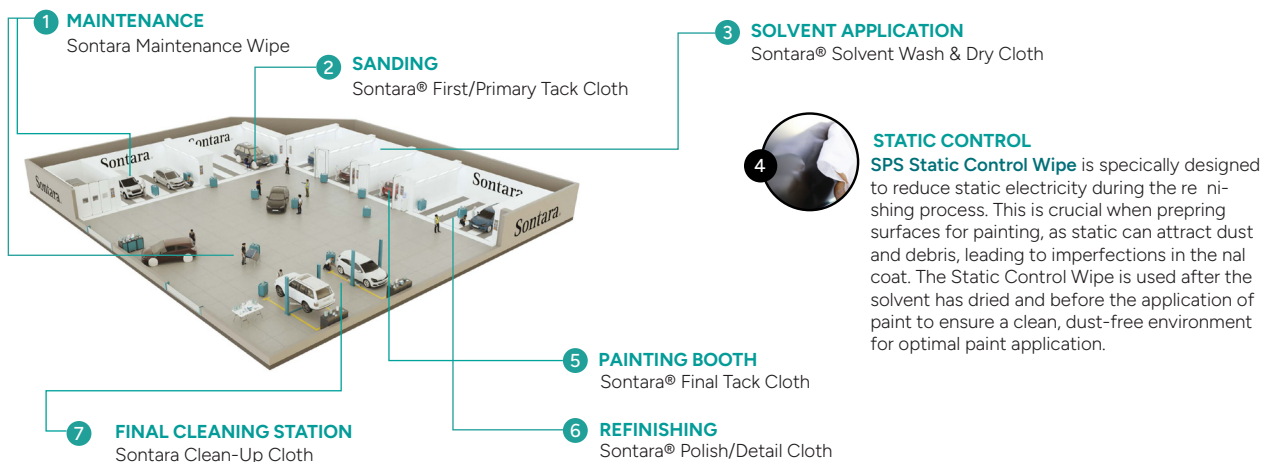 1 MAINTENANCE
Sontara Maintenance Wipe
2 SANDING
Sontara® First/Primary Tack Cloth
3 SOLVENT APPLICATION
Sontara® Solvent Wash & Dry Cloth
Sontara
Sontara
Sontara
Sontara
Sontara
4
STATIC CONTROL
SPS Static Control Wipe is specically designed
to reduce static electricity during the re ni-
shing process. This is crucial when prepring
surfaces for painting, as static can attract dust
and debris, leading to imperfections in the nal
coat. The Static Control Wipe is used after the
solvent has dried and before the application of
paint to ensure a clean, dust-free environment
for optimal paint application.
5 PAINTING BOOTH
Sontara® Final Tack Cloth
6 REFINISHING
Sontara® Polish/Detail Cloth
7 FINAL CLEANING STATION
Sontara Clean-Up Cloth